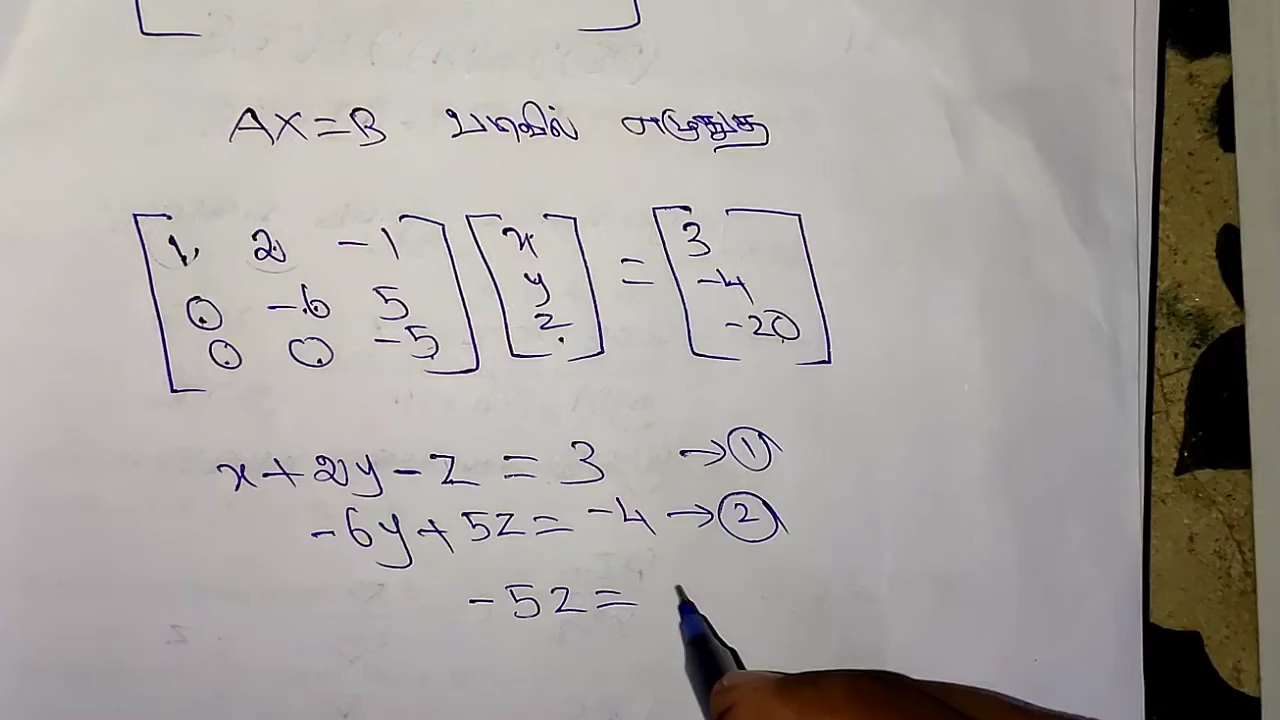 AX=B வடிவில் எழுதுக
[1 2 -1] [x] = [3]
[0 -6 5] [y] [-4]
[0 0 -5] [z] [-20]
x+2y-z = 3 → ①
-6y+5z = -4 → ②
-5z =